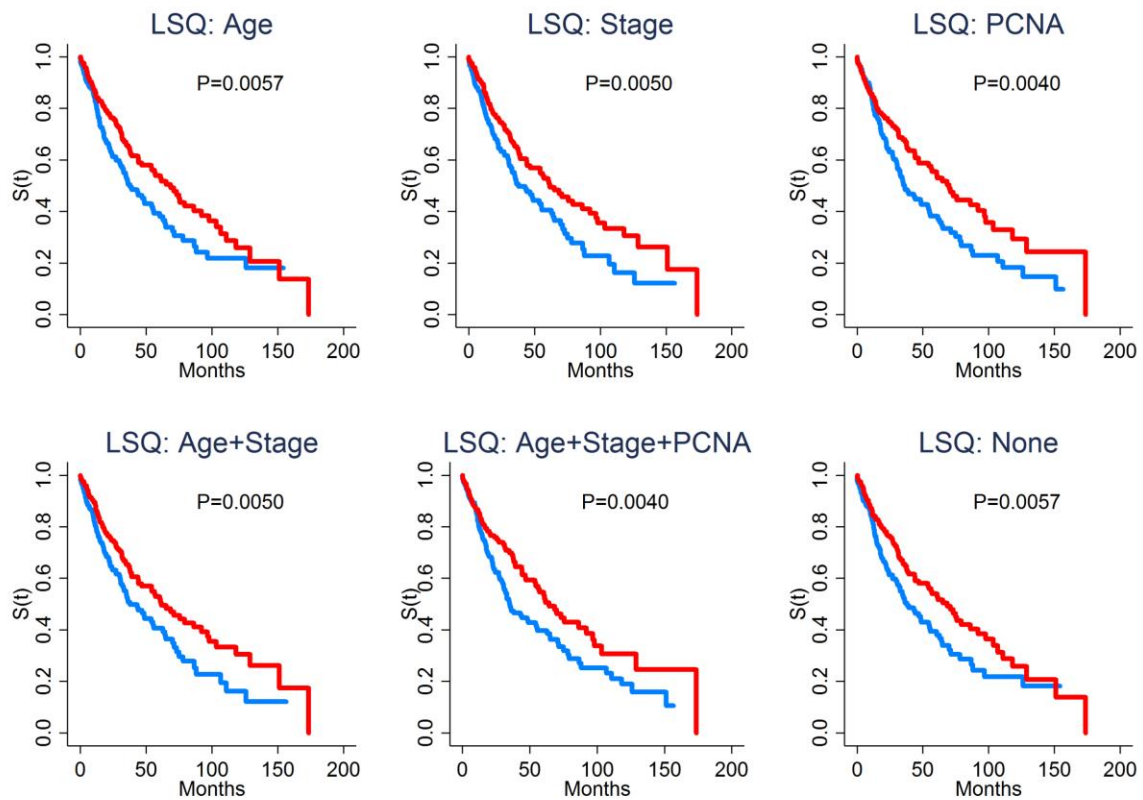 LSQ: Age
P=0.0057
S(t)
0.0 0.2 0.4 0.6 0.8 1.0
0 50 100 150 200
Months
LSQ: Stage
P=0.0050
S(t)
0.0 0.2 0.4 0.6 0.8 1.0
0 50 100 150 200
Months
LSQ: PCNA
P=0.0040
S(t)
0.0 0.2 0.4 0.6 0.8 1.0
0 50 100 150 200
Months
LSQ: Age+Stage
P=0.0050
S(t)
0.0 0.2 0.4 0.6 0.8 1.0
0 50 100 150 200
Months
LSQ: Age+Stage+PCNA
P=0.0040
S(t)
0.0 0.2 0.4 0.6 0.8 1.0
0 50 100 150 200
Months
LSQ: None
P=0.0057
S(t)
0.0 0.2 0.4 0.6 0.8 1.0
0 50 100 150 200
Months